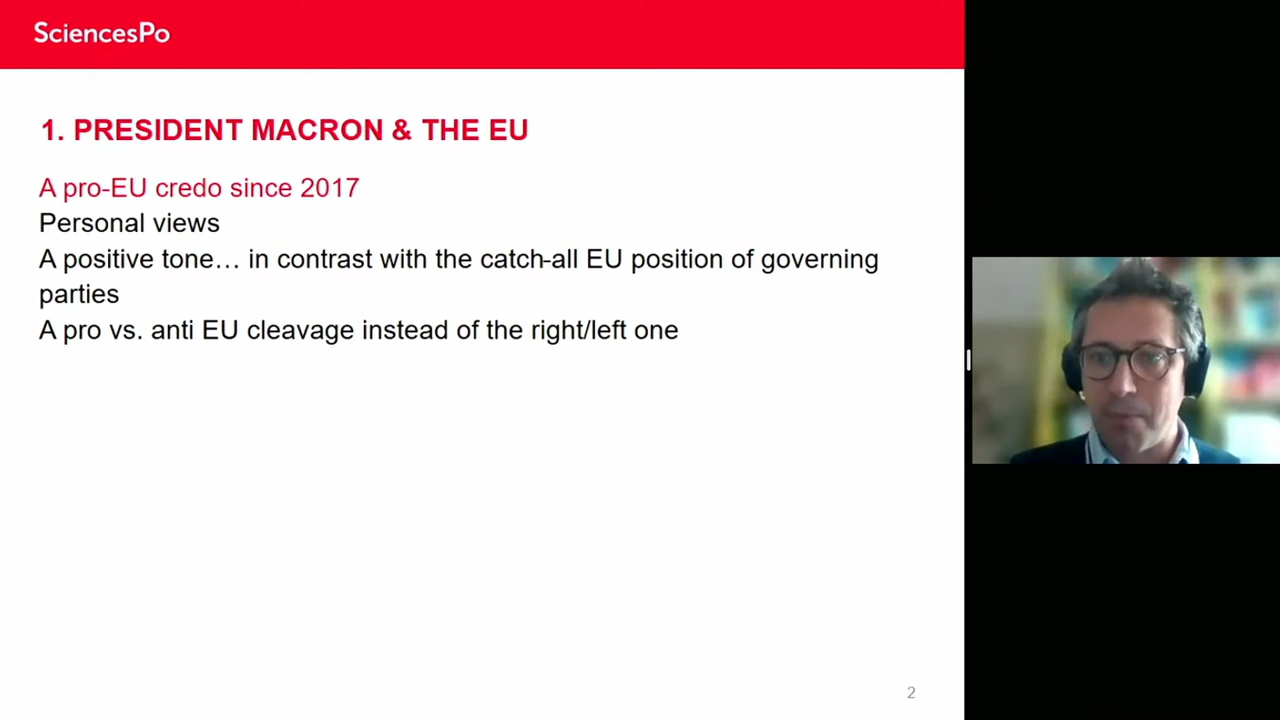 SciencesPo
1. PRESIDENT MACRON & THE EU
A pro-EU credo since 2017
Personal views
A positive tone… in contrast with the catch-all EU position of governing
parties
A pro vs. anti EU cleavage instead of the right/left one
2